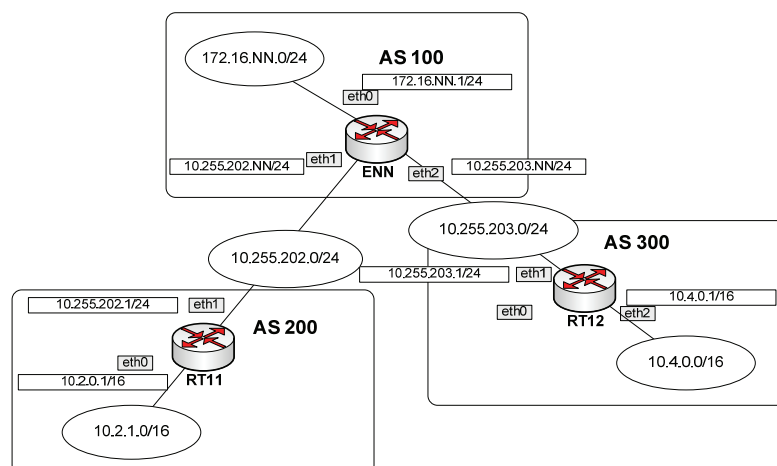 172.16.NN.0/24
AS 100
172.16.NN.1/24
eth0
10.255.202.NN/24
eth1
ENN
eth2
10.255.203.NN/24
10.255.203.0/24
AS 300
10.255.202.0/24
10.255.203.1/24
eth1
10.4.0.1/16
eth0
RT12
eth2
10.4.0.0/16
10.255.202.1/24
eth1
AS 200
eth0
10.2.0.1/16
RT11
10.2.1.0/16